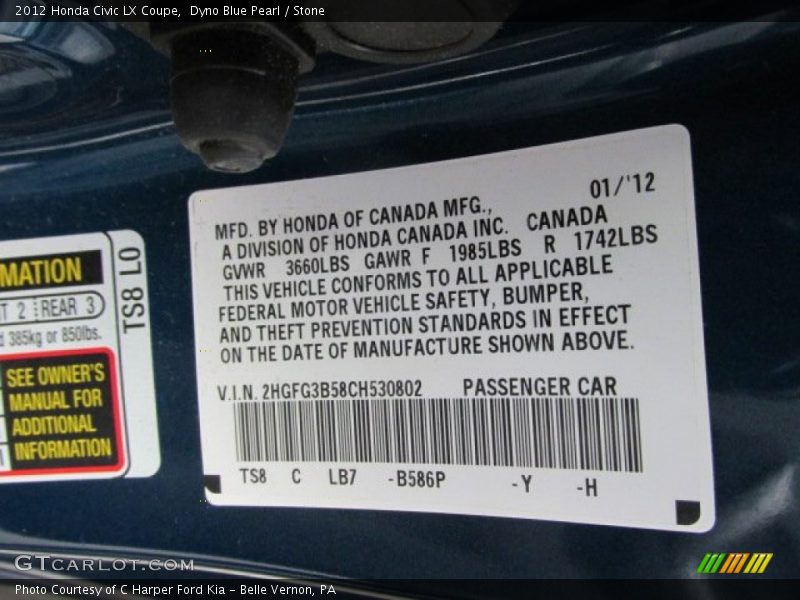 2012 Honda Civic LX Coupe, Dyno Blue Pearl / Stone
MFD. BY HONDA OF CANADA MFG., 01/'12
A DIVISION OF HONDA CANADA INC. CANADA
GVWR 3660LBS GAWR F 1985LBS R 1742LBS
THIS VEHICLE CONFORMS TO ALL APPLICABLE
FEDERAL MOTOR VEHICLE SAFETY, BUMPER,
AND THEFT PREVENTION STANDARDS IN EFFECT
ON THE DATE OF MANUFACTURE SHOWN ABOVE.
V.I.N. 2HGFG3B58CH530802 PASSENGER CAR
TS8 C LB7 -B586P -Y -H
MATION
2 REAR 3
385kg or 850lbs.
SEE OWNER'S
MANUAL FOR
ADDITIONAL
INFORMATION
TS8 L0
GTCARLOT.COM
Photo Courtesy of C Harper Ford Kia - Belle Vernon, PA